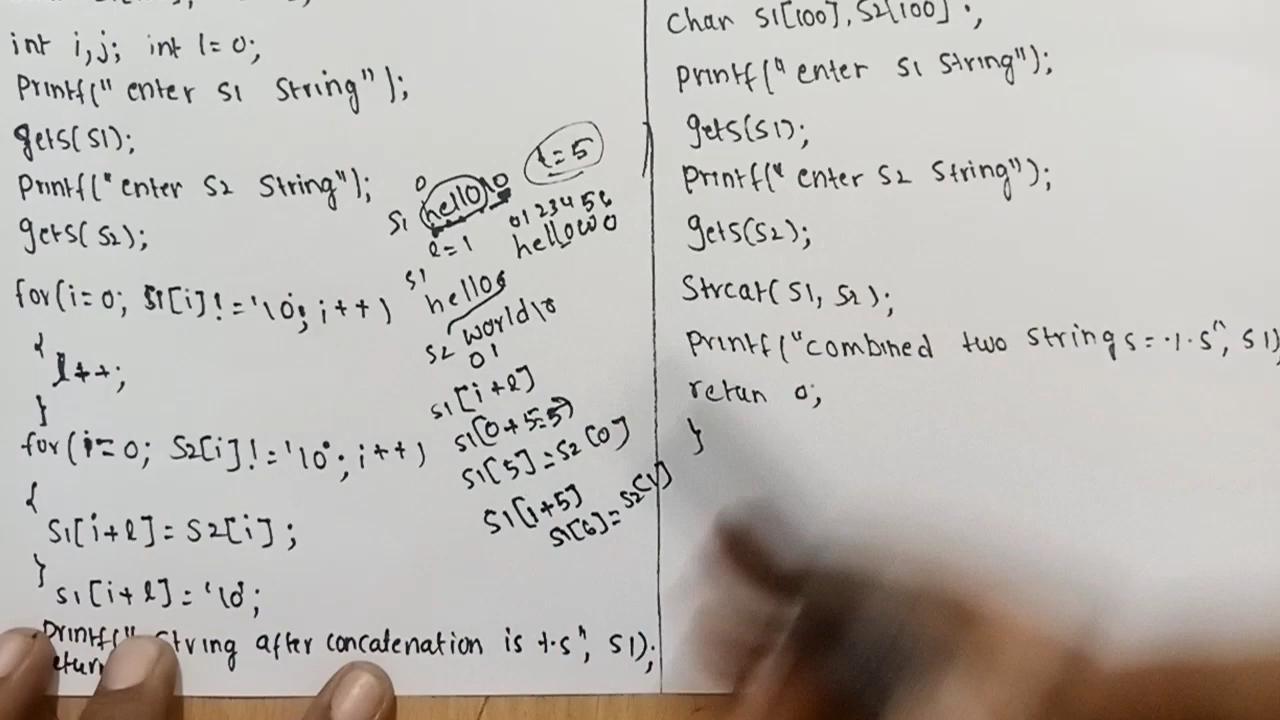 int i,j; int l=0;
Printf(" enter s1 String");
gets(S1);
Printf("enter S2 String");
gets(S2);
for(i=0; S1[i]!='\0'; i++)
{
l++;
}
for(i=0; S2[i]!='\0'; i++)
{
S1[i+l]=S2[i];
}
S1[i+l]='\0';
Printf(" String after concatenation is %s", S1);
0
S1 hello\0
l=5
l=1
0123456
hellowo
S1
hello
S2 world\0
0 1
S1[i+l]
S1[0+5=5]
S1[5]=S2[0]
S1[1+5]
S1[6]=S2[1]
Char S1[100], S2[100];
printf(" enter S1 String");
gets(S1);
printf(" enter S2 String");
gets(S2);
Strcat(S1, S2);
Printf("combined two strings=%s", S1)
retun 0;
}